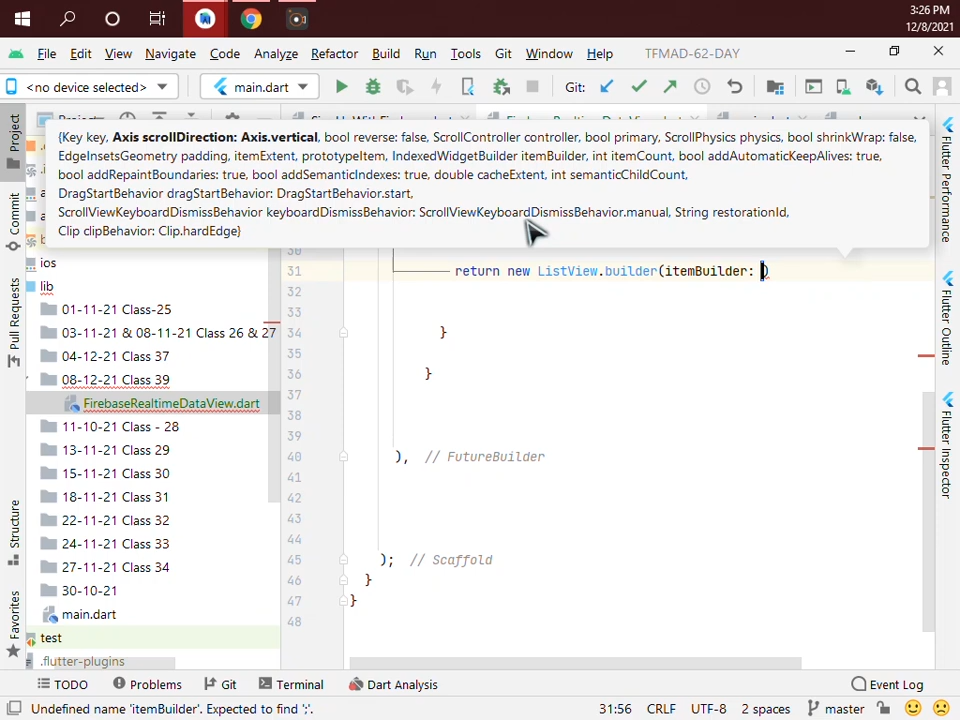 3:26 PM
12/8/2021
File Edit View Navigate Code Analyze Refactor Build Run Tools Git Window Help TFMAD-62-DAY
<no device selected> main.dart Git:
Project
{Key key, Axis scrollDirection: Axis.vertical, bool reverse: false, ScrollController controller, bool primary, ScrollPhysics physics, bool shrinkWrap: false,
EdgeInsetsGeometry padding, itemExtent, prototypeItem, IndexedWidgetBuilder itemBuilder, int itemCount, bool addAutomaticKeepAlives: true,
bool addRepaintBoundaries: true, bool addSemanticIndexes: true, double cacheExtent, int semanticChildCount,
DragStartBehavior dragStartBehavior: DragStartBehavior.start,
ScrollViewKeyboardDismissBehavior keyboardDismissBehavior: ScrollViewKeyboardDismissBehavior.manual, String restorationId,
Clip clipBehavior: Clip.hardEdge}
Commit
Pull Requests
Structure
Favorites
ios
lib
01-11-21 Class-25
03-11-21 & 08-11-21 Class 26 & 27
04-12-21 Class 37
08-12-21 Class 39
FirebaseRealtimeDataView.dart
11-10-21 Class - 28
13-11-21 Class 29
15-11-21 Class 30
18-11-21 Class 31
22-11-21 Class 32
24-11-21 Class 33
27-11-21 Class 34
30-10-21
main.dart
test
.flutter-plugins
30
31 return new ListView.builder(itemBuilder: )
32
33
34 }
35
36 }
37
38
39
40 ), // FutureBuilder
41
42
43
44
45 ); // Scaffold
46 }
47 }
48
Flutter Performance
Flutter Outline
Flutter Inspector
TODO Problems Git Terminal Dart Analysis Event Log
Undefined name 'itemBuilder'. Expected to find ';'. 31:56 CRLF UTF-8 2 spaces master